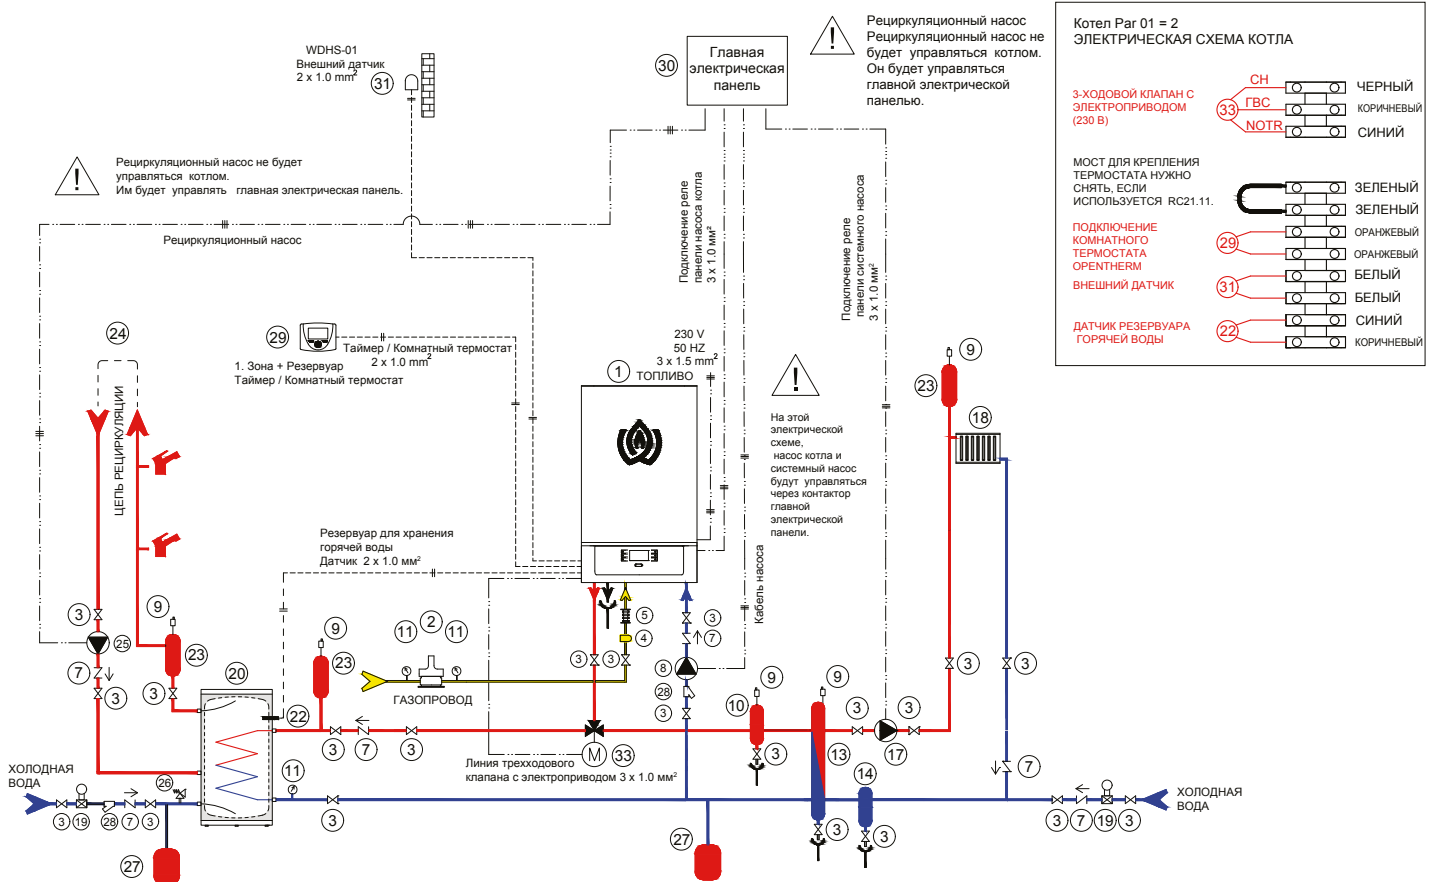 WDHS-01
Внешний датчик
2 x 1.0 mm²
31
30
Главная
электрическая
панель
Рециркуляционный насос
Рециркуляционный насос не
будет управляться котлом.
Он будет управляться
главной электрической
панелью.
Рециркуляционный насос не будет
управляться котлом.
Им будет управлять главная электрическая панель.
Рециркуляционный насос
Подключение реле
панели насоса котла
3 x 1.0 мм²
Подключение реле
панели системного насоса
3 x 1.0 мм²
Котел Par 01 = 2
ЭЛЕКТРИЧЕСКАЯ СХЕМА КОТЛА
3-ХОДОВОЙ КЛАПАН С
ЭЛЕКТРОПРИВОДОМ
(230 В)
33
CH
ГВС
NOTR
ЧЕРНЫЙ
КОРИЧНЕВЫЙ
СИНИЙ
МОСТ ДЛЯ КРЕПЛЕНИЯ
ТЕРМОСТАТА НУЖНО
СНЯТЬ, ЕСЛИ
ИСПОЛЬЗУЕТСЯ RC21.11.
ЗЕЛЕНЫЙ
ЗЕЛЕНЫЙ
ПОДКЛЮЧЕНИЕ
КОМНАТНОГО
ТЕРМОСТАТА
OPENTHERM
29
ОРАНЖЕВЫЙ
ОРАНЖЕВЫЙ
ВНЕШНИЙ ДАТЧИК
31
БЕЛЫЙ
БЕЛЫЙ
ДАТЧИК РЕЗЕРВУАРА
ГОРЯЧЕЙ ВОДЫ
22
СИНИЙ
КОРИЧНЕВЫЙ
24
ЦЕПЬ РЕЦИРКУЛЯЦИИ
29
Таймер / Комнатный термостат
2 x 1.0 mm²
1. Зона + Резервуар
Таймер / Комнатный термостат
230 V
50 HZ
3 x 1.5 mm²
1
ТОПЛИВО
На этой
электрической
схеме,
насос котла и
системный насос
будут управляться
через контактор
главной
электрической
панели.
9
23
18
Резервуар для хранения
горячей воды
Датчик 2 x 1.0 мм²
Кабель насоса
3
9
25
23
7
3
3
20
22
9
23
11
2
11
ГАЗОПРОВОД
5
4
3
3
3
7
8
28
3
3
7
3
M
33
Линия трехходового
клапана с электроприводом 3 x 1.0 мм²
10
9
3
9
13
3
3
17
3
3
7
14
3
3
ХОЛОДНАЯ
ВОДА
3
19
28
7
3
26
27
11
3
27
3
7
19
3
ХОЛОДНАЯ
ВОДА